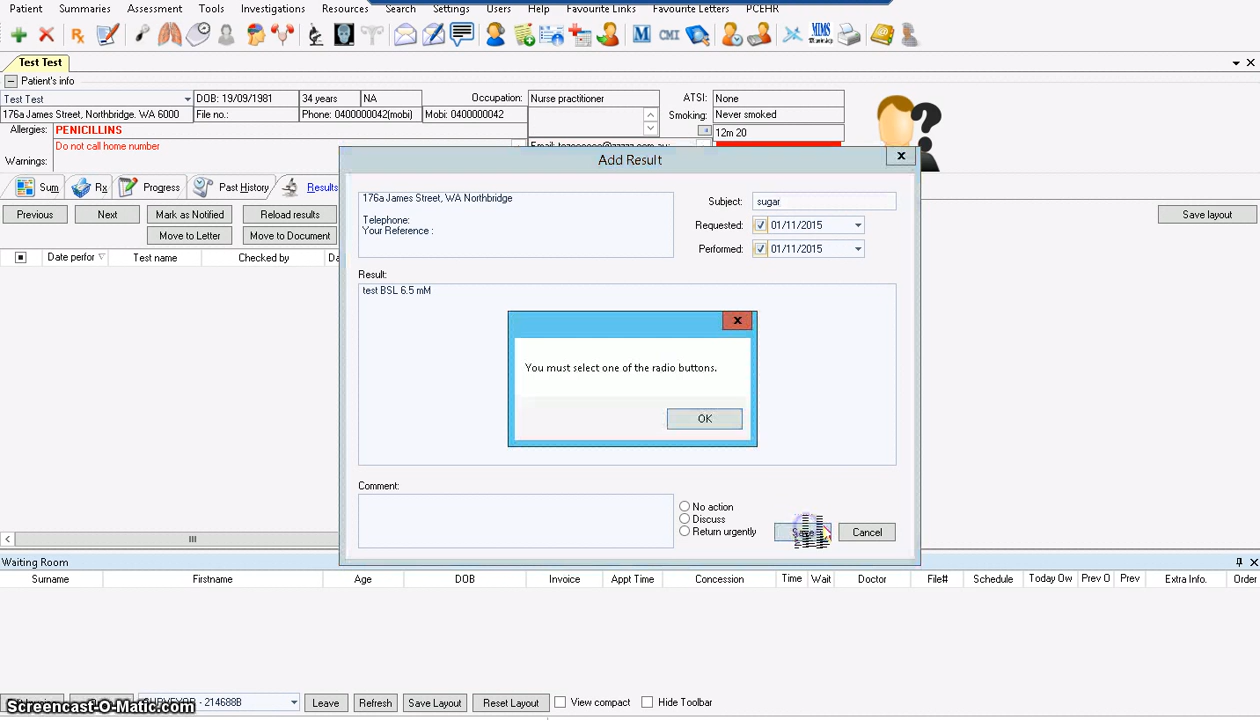 Patient Summaries Assessment Tools Investigations Resources Search Settings Users Help Favourite Links Favourite Letters PCEHR
Rx M CMI MIMS
Test Test
Patient's info
Test Test DOB: 19/09/1981 34 years NA Occupation: Nurse practitioner ATSI: None
176a James Street, Northbridge. WA 6000 File no.: Phone: 0400000042(mobi) Mobi: 0400000042 Smoking: Never smoked
Allergies: PENICILLINS 12m 20
Do not call home number
Warnings:
Add Result X
Sum Rx Progress Past History Results
176a James Street, WA Northbridge Subject: sugar
Previous Next Mark as Notified Reload results Telephone: Requested: 01/11/2015 Save layout
Your Reference :
Move to Letter Move to Document Performed: 01/11/2015
Date perfor Test name Checked by Da
Result:
test BSL 6.5 mM
You must select one of the radio buttons.
OK
Comment:
No action
Discuss
Return urgently Save Cancel
Waiting Room
Surname Firstname Age DOB Invoice Appt Time Concession Time Wait Doctor File# Schedule Today Ow Prev O Prev Extra Info. Order
SURVEYOR - 214688B Leave Refresh Save Layout Reset Layout View compact Hide Toolbar
Screencast-O-Matic.com